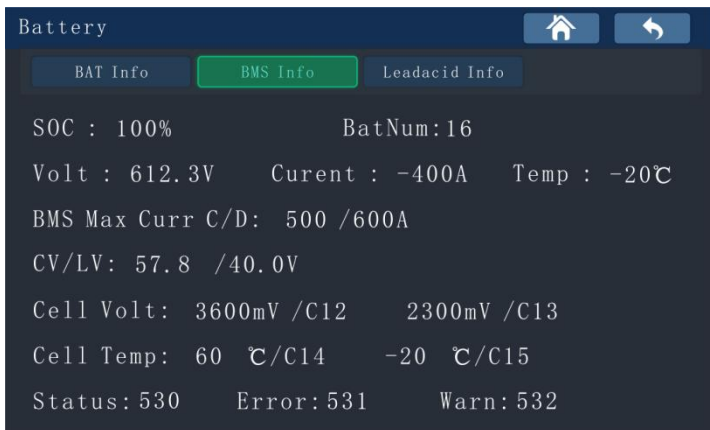 Battery
BAT Info BMS Info Leadacid Info
SOC : 100% BatNum:16
Volt : 612.3V Curent : -400A Temp : -20℃
BMS Max Curr C/D: 500 /600A
CV/LV: 57.8 /40.0V
Cell Volt: 3600mV /C12 2300mV /C13
Cell Temp: 60 ℃/C14 -20 ℃/C15
Status:530 Error:531 Warn:532